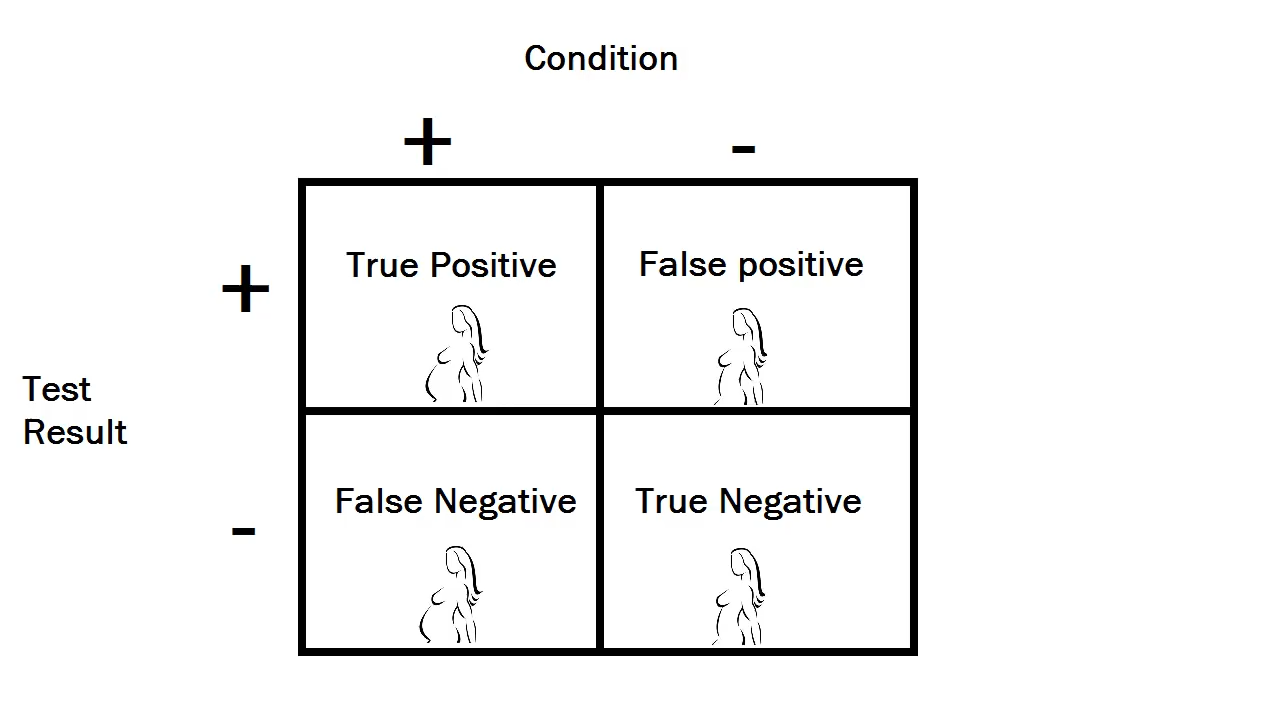 Condition
+ -
+
True Positive
False positive
Test
Result
-
False Negative
True Negative